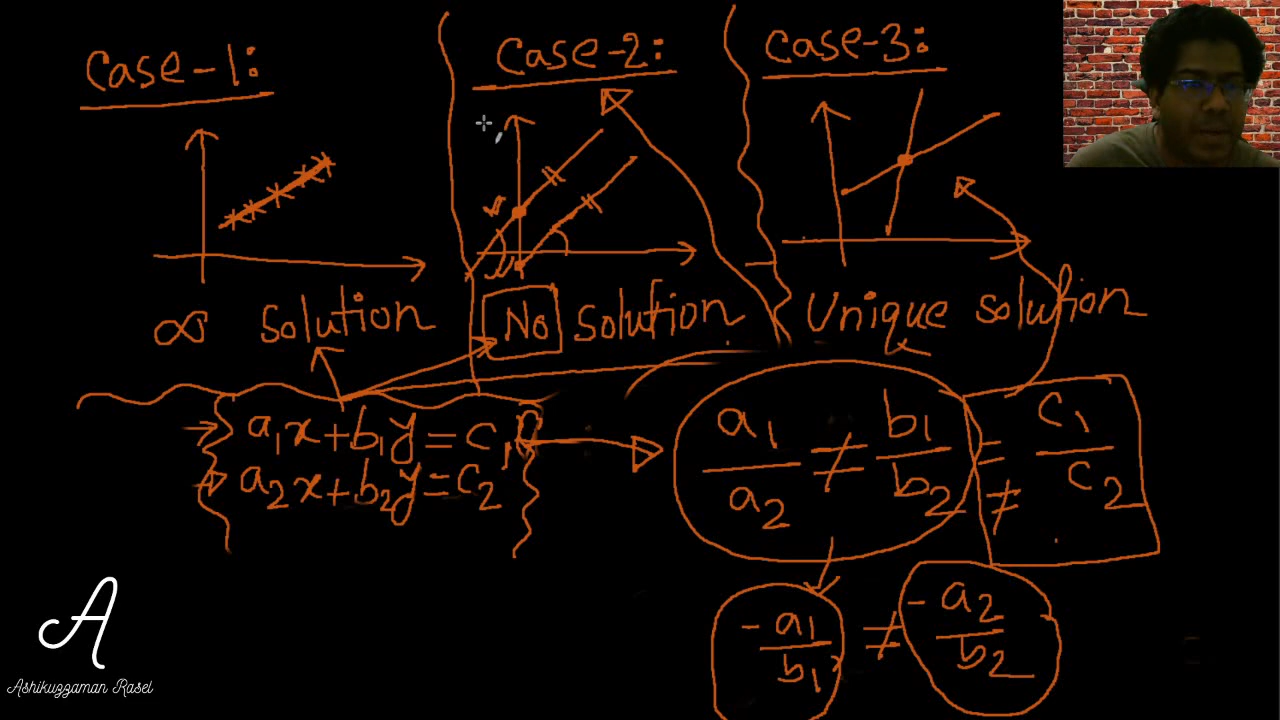 Case-1:
Case-2:
Case-3:
∞ Solution
No Solution
Unique solution
a₁x+b₁y=c₁
a₂x+b₂y=c₂
a₁/a₂ ≠ b₁/b₂ = ≠ c₁/c₂
-a₁/b₁ ≠ -a₂/b₂
A
Ashikuzzaman Rasel